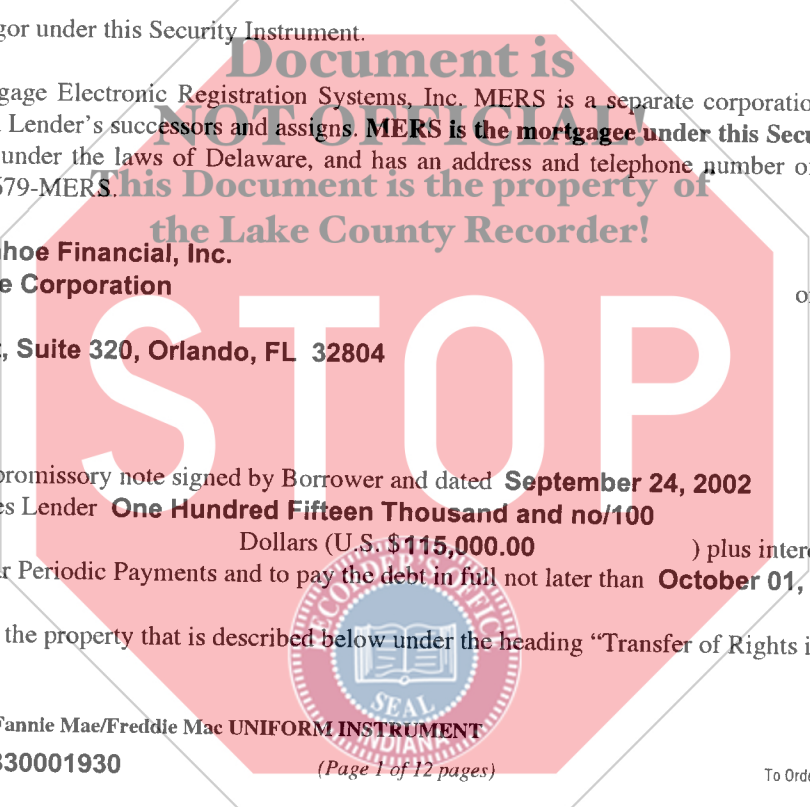 gor under this Security Instrument.
Document is
gage Electronic Registration Systems, Inc. MERS is a separate corporatio
NOT OFFICIAL!
Lender's successors and assigns. MERS is the mortgagee under this Secu
under the laws of Delaware, and has an address and telephone number o
679-MERS.
This Document is the property of
the Lake County Recorder!
hoe Financial, Inc.
e Corporation
o
, Suite 320, Orlando, FL 32804
STOP
promissory note signed by Borrower and dated September 24, 2002
es Lender One Hundred Fifteen Thousand and no/100
Dollars (U.S. $115,000.00 ) plus intere
r Periodic Payments and to pay the debt in full not later than October 01,
the property that is described below under the heading “Transfer of Rights i
RECORDER'S OFFICE
SEAL
INDIANA
Fannie Mae/Freddie Mac UNIFORM INSTRUMENT
330001930
(Page 1 of 12 pages)
To Orde